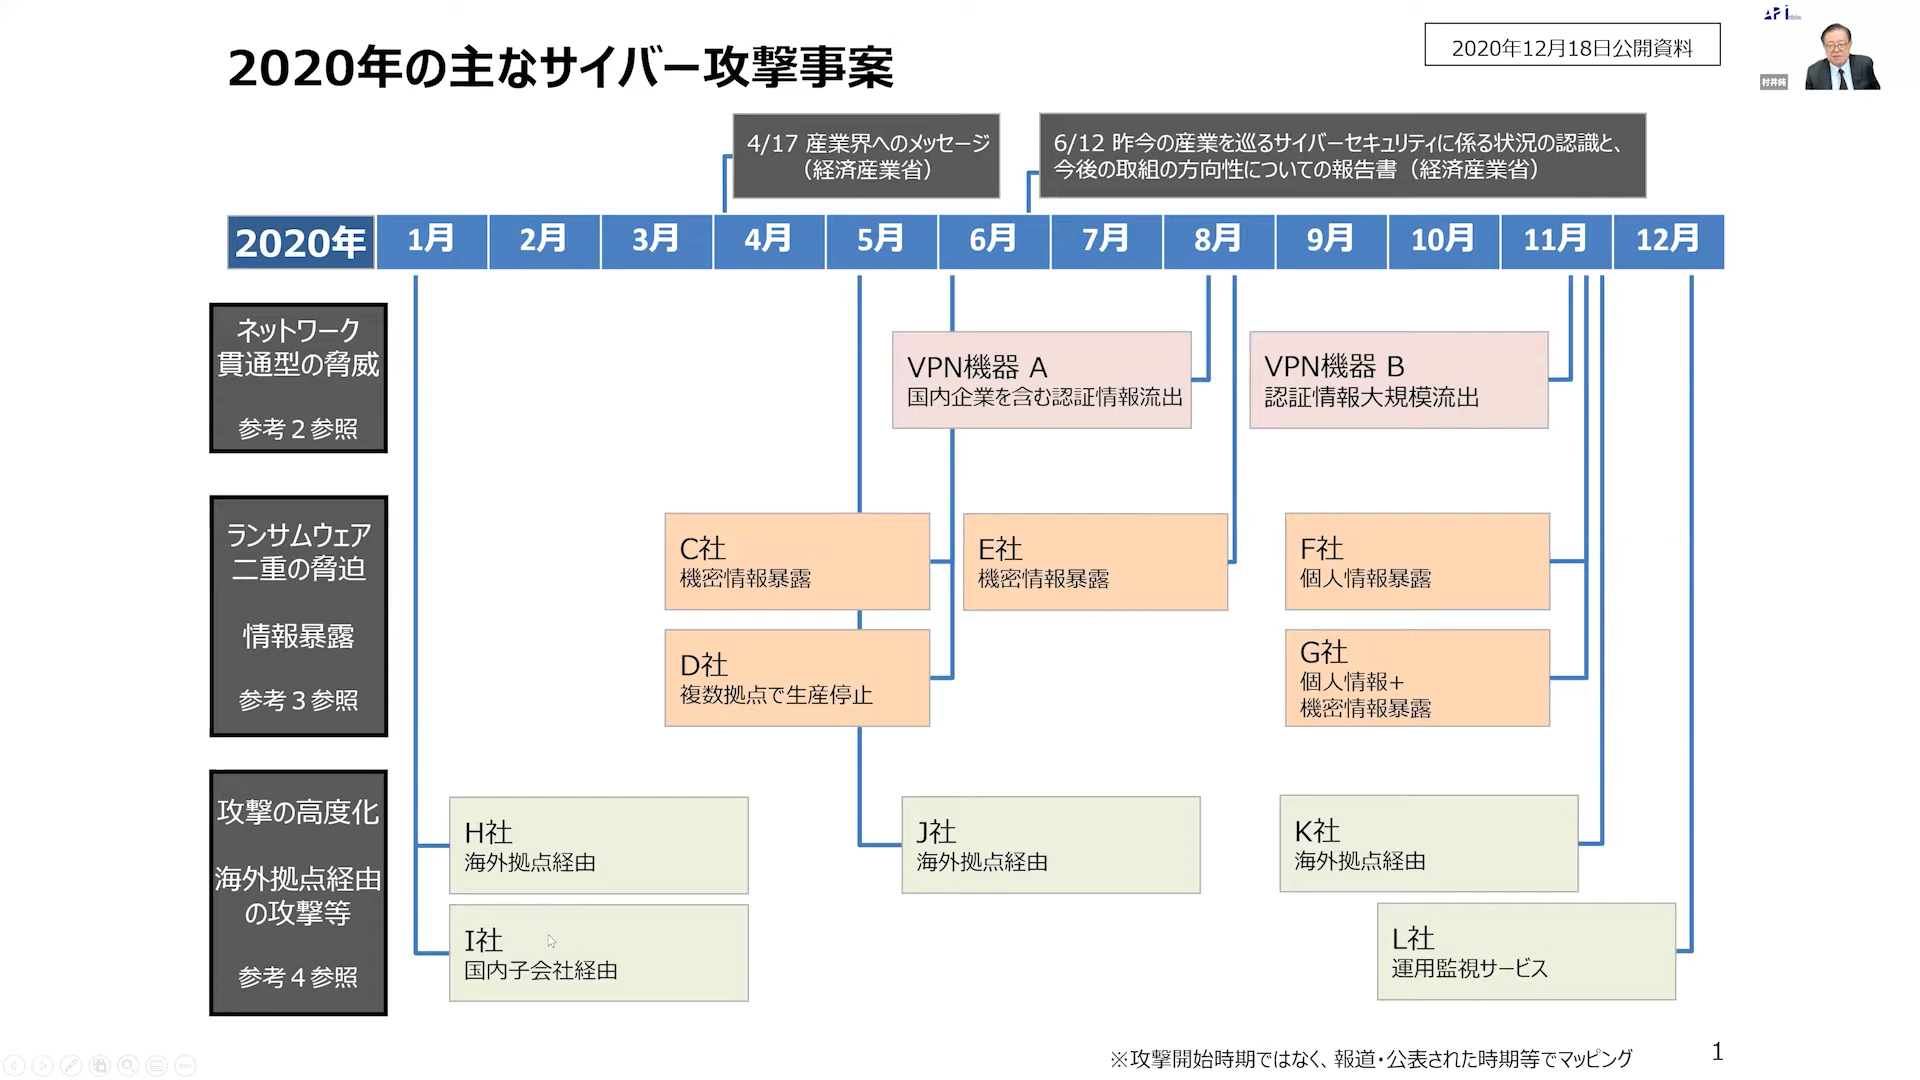 2020年の主なサイバー攻撃事案
2020年12月18日公開資料
API
村井純
4/17 産業界へのメッセージ
（経済産業省）
6/12 昨今の産業を巡るサイバーセキュリティに係る状況の認識と、
今後の取組の方向性についての報告書（経済産業省）
2020年 1月 2月 3月 4月 5月 6月 7月 8月 9月 10月 11月 12月
ネットワーク
貫通型の脅威
参考２参照
VPN機器 A
国内企業を含む認証情報流出
VPN機器 B
認証情報大規模流出
ランサムウェア
二重の脅迫
情報暴露
参考３参照
C社
機密情報暴露
E社
機密情報暴露
F社
個人情報暴露
D社
複数拠点で生産停止
G社
個人情報+
機密情報暴露
攻撃の高度化
海外拠点経由
の攻撃等
参考４参照
H社
海外拠点経由
J社
海外拠点経由
K社
海外拠点経由
I社
国内子会社経由
L社
運用監視サービス
※攻撃開始時期ではなく、報道・公表された時期等でマッピング
1